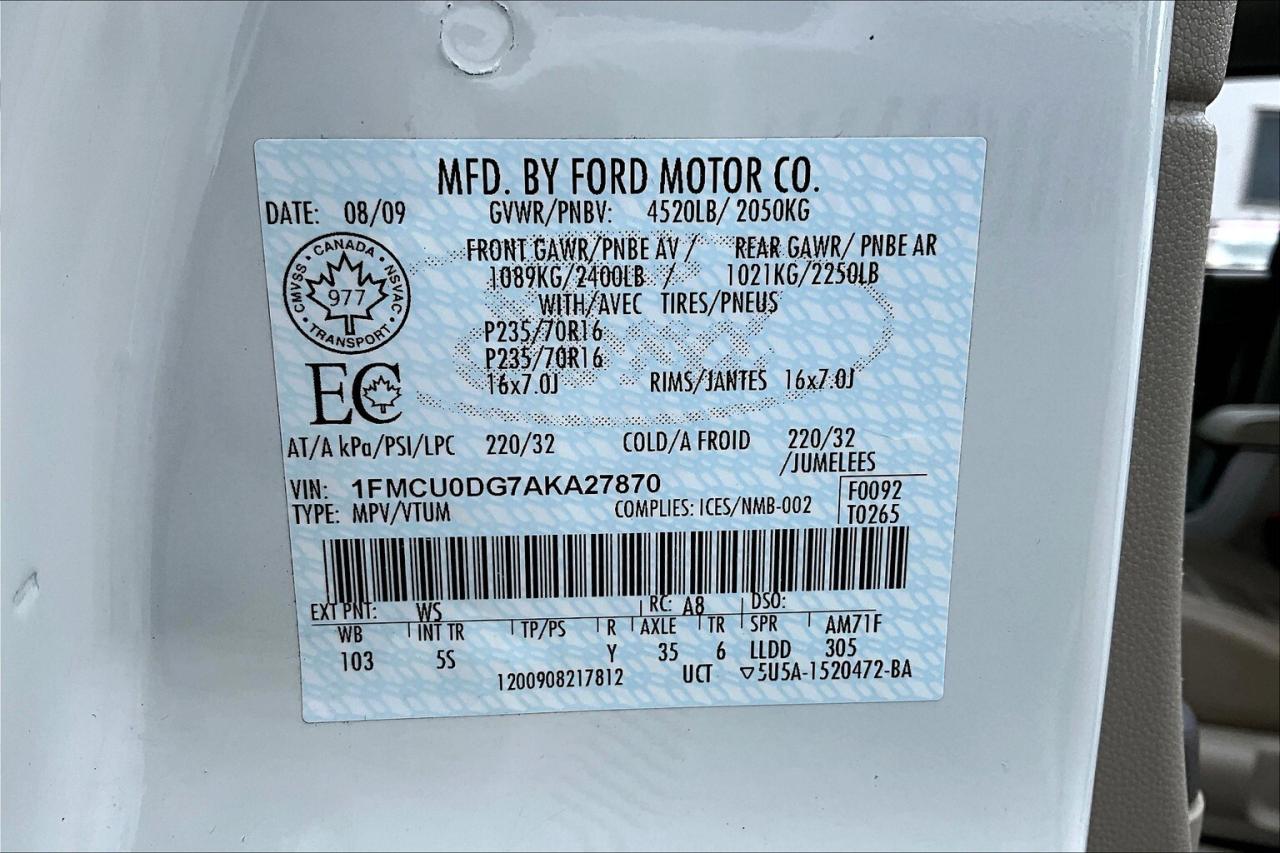 MFD. BY FORD MOTOR CO.
DATE: 08/09 GVWR/PNBV: 4520LB/ 2050KG
FRONT GAWR/PNBE AV / REAR GAWR/ PNBE AR
1089KG/2400LB / 1021KG/2250LB
WITH/AVEC TIRES/PNEUS
P235/70R16
P235/70R16
16x7.0J RIMS/JANTES 16x7.0J
CANADA
CMVSS 977 NSVAC
TRANSPORT
EC
AT/A kPa/PSI/LPC 220/32 COLD/A FROID 220/32
/JUMELEES
VIN: 1FMCU0DG7AKA27870 F0092
TYPE: MPV/VTUM COMPLIES: ICES/NMB-002 T0265
EXT PNT: WS RC: A8 DSO:
WB INT TR TP/PS R AXLE TR SPR AM71F
103 5S Y 35 6 LLDD 305
1200908217812 UCT ▽5U5A-1520472-BA